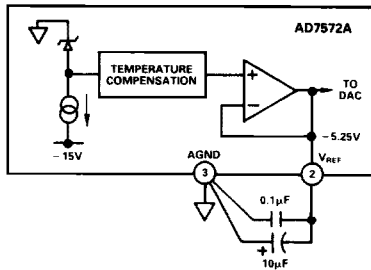 AD7572A
TEMPERATURE
COMPENSATION
+
−
TO
DAC
−5.25V
−15V
AGND
VREF
3
2
0.1μF
+
10μF